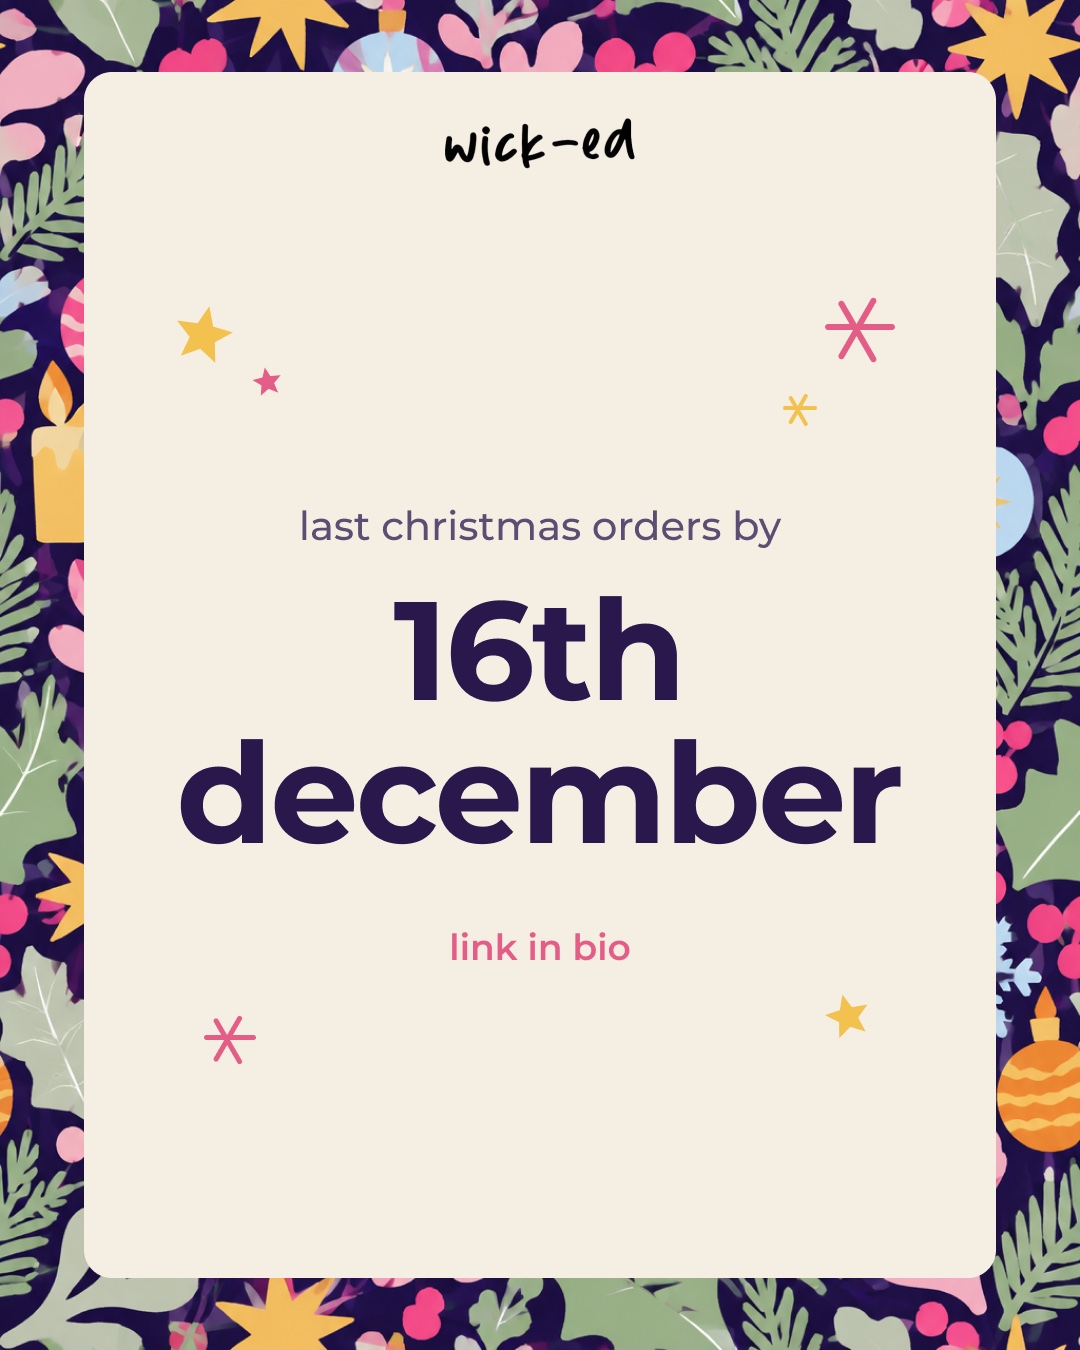 wick-ed
last christmas orders by
16th
december
link in bio